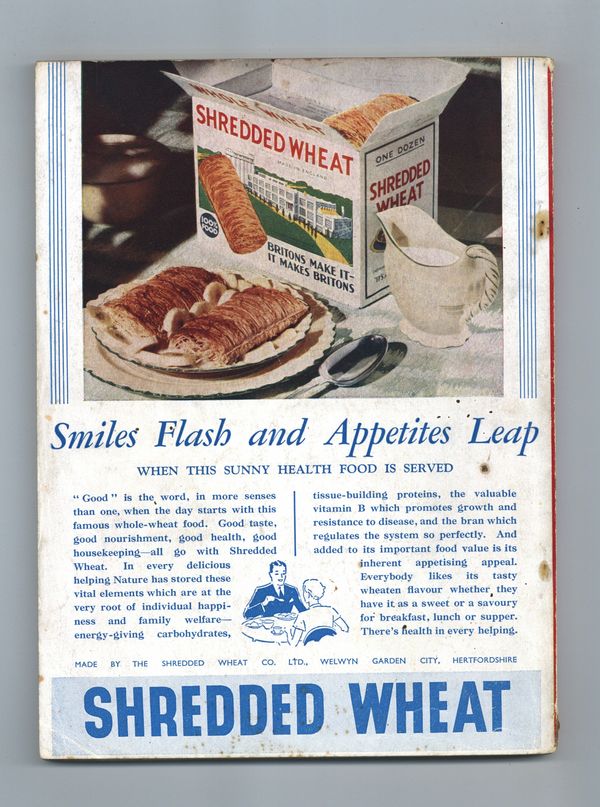 WHOLE WHEAT
SHREDDED WHEAT
MADE IN ENGLAND
100% FOOD
BRITONS MAKE IT-
IT MAKES BRITONS
ONE DOZEN
SHREDDED
WHEAT
Smiles Flash and Appetites Leap
WHEN THIS SUNNY HEALTH FOOD IS SERVED
"Good" is the word, in more senses
than one, when the day starts with this
famous whole-wheat food. Good taste,
good nourishment, good health, good
housekeeping—all go with Shredded
Wheat. In every delicious
helping Nature has stored these
vital elements which are at the
very root of individual happi-
ness and family welfare—
energy-giving carbohydrates,
tissue-building proteins, the valuable
vitamin B which promotes growth and
resistance to disease, and the bran which
regulates the system so perfectly. And
added to its important food value is its
inherent appetising appeal.
Everybody likes its tasty
wheaten flavour whether they
have it as a sweet or a savoury
for breakfast, lunch or supper.
There's health in every helping.
MADE BY THE SHREDDED WHEAT CO. LTD., WELWYN GARDEN CITY, HERTFORDSHIRE
SHREDDED WHEAT